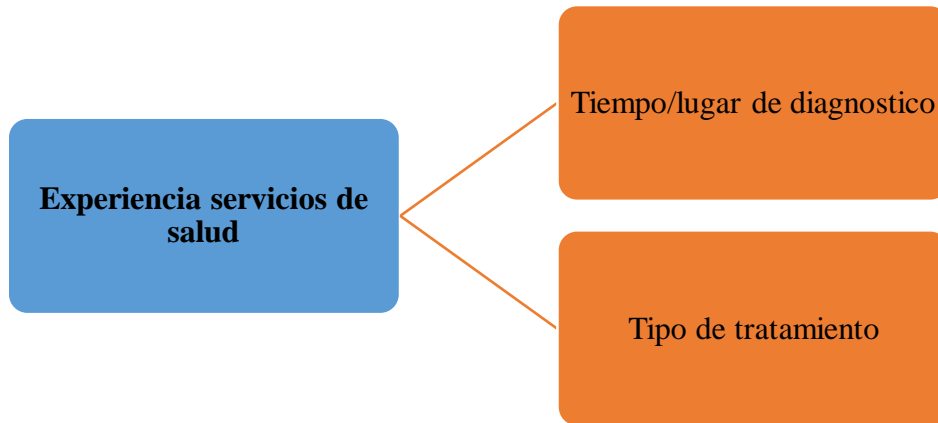 Experiencia servicios de
salud
Tiempo/lugar de diagnostico
Tipo de tratamiento